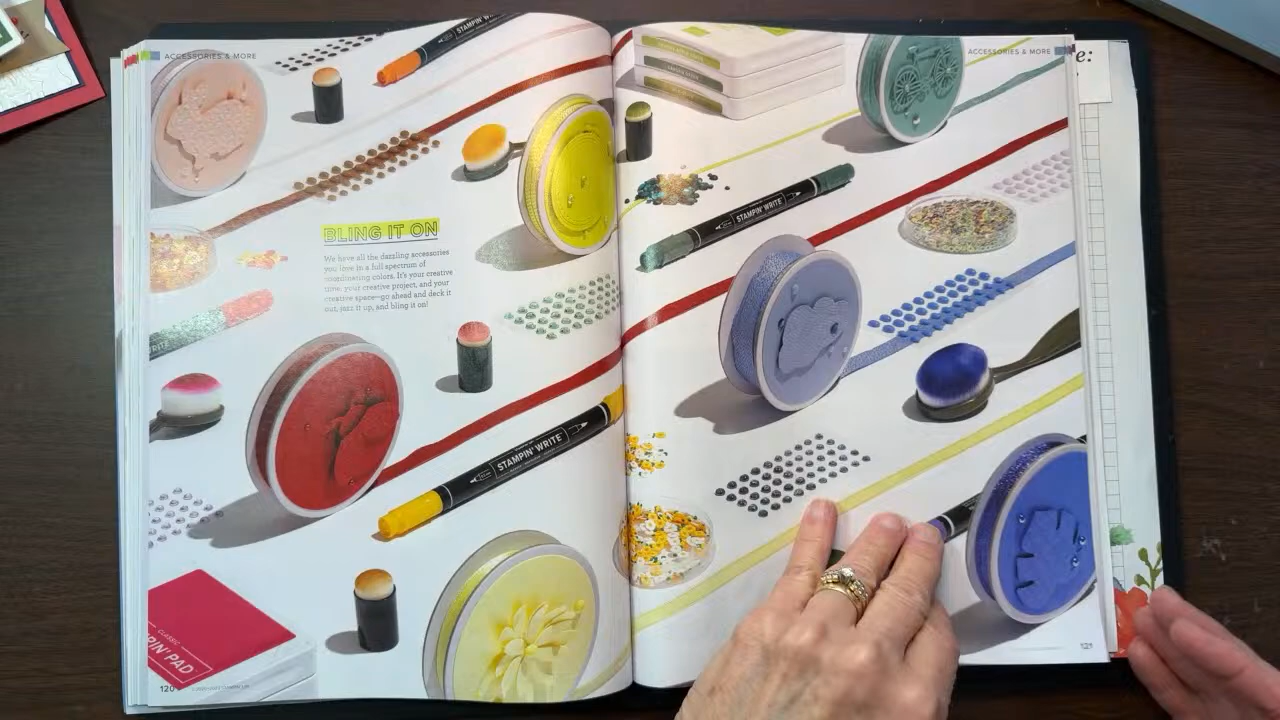 ACCESSORIES & MORE
STAMPIN' WRITE
BLING IT ON
We have all the dazzling accessories
you love in a full spectrum of
coordinating colors. It's your creative
time, your creative project, and your
creative space—go ahead and deck it
out, jazz it up, and bling it on!
STAMPIN' WRITE
CLASSIC
PIN' PAD
120
ACCESSORIES & MORE
e:
STAMPIN' WRITE
121